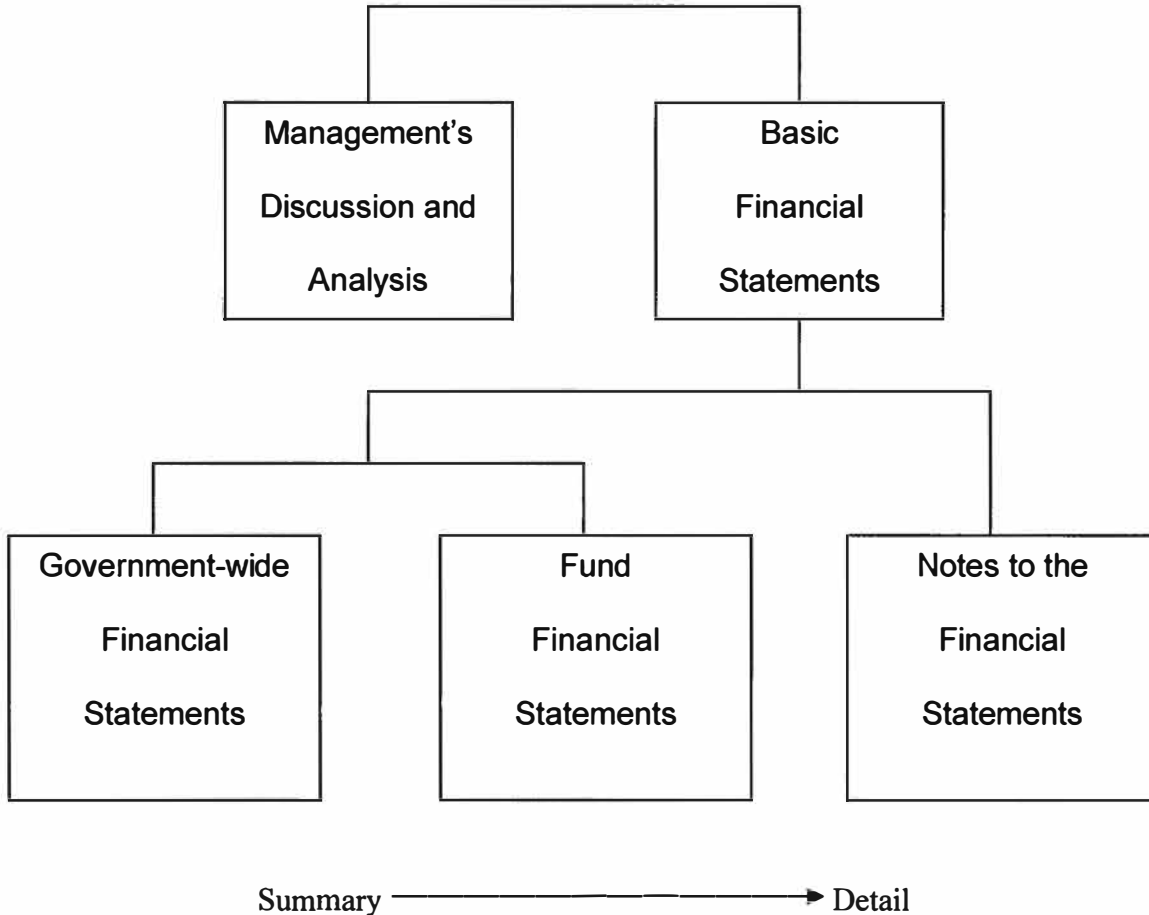 Management's
Discussion and
Analysis
Basic
Financial
Statements
Government-wide
Financial
Statements
Fund
Financial
Statements
Notes to the
Financial
Statements
Summary Detail